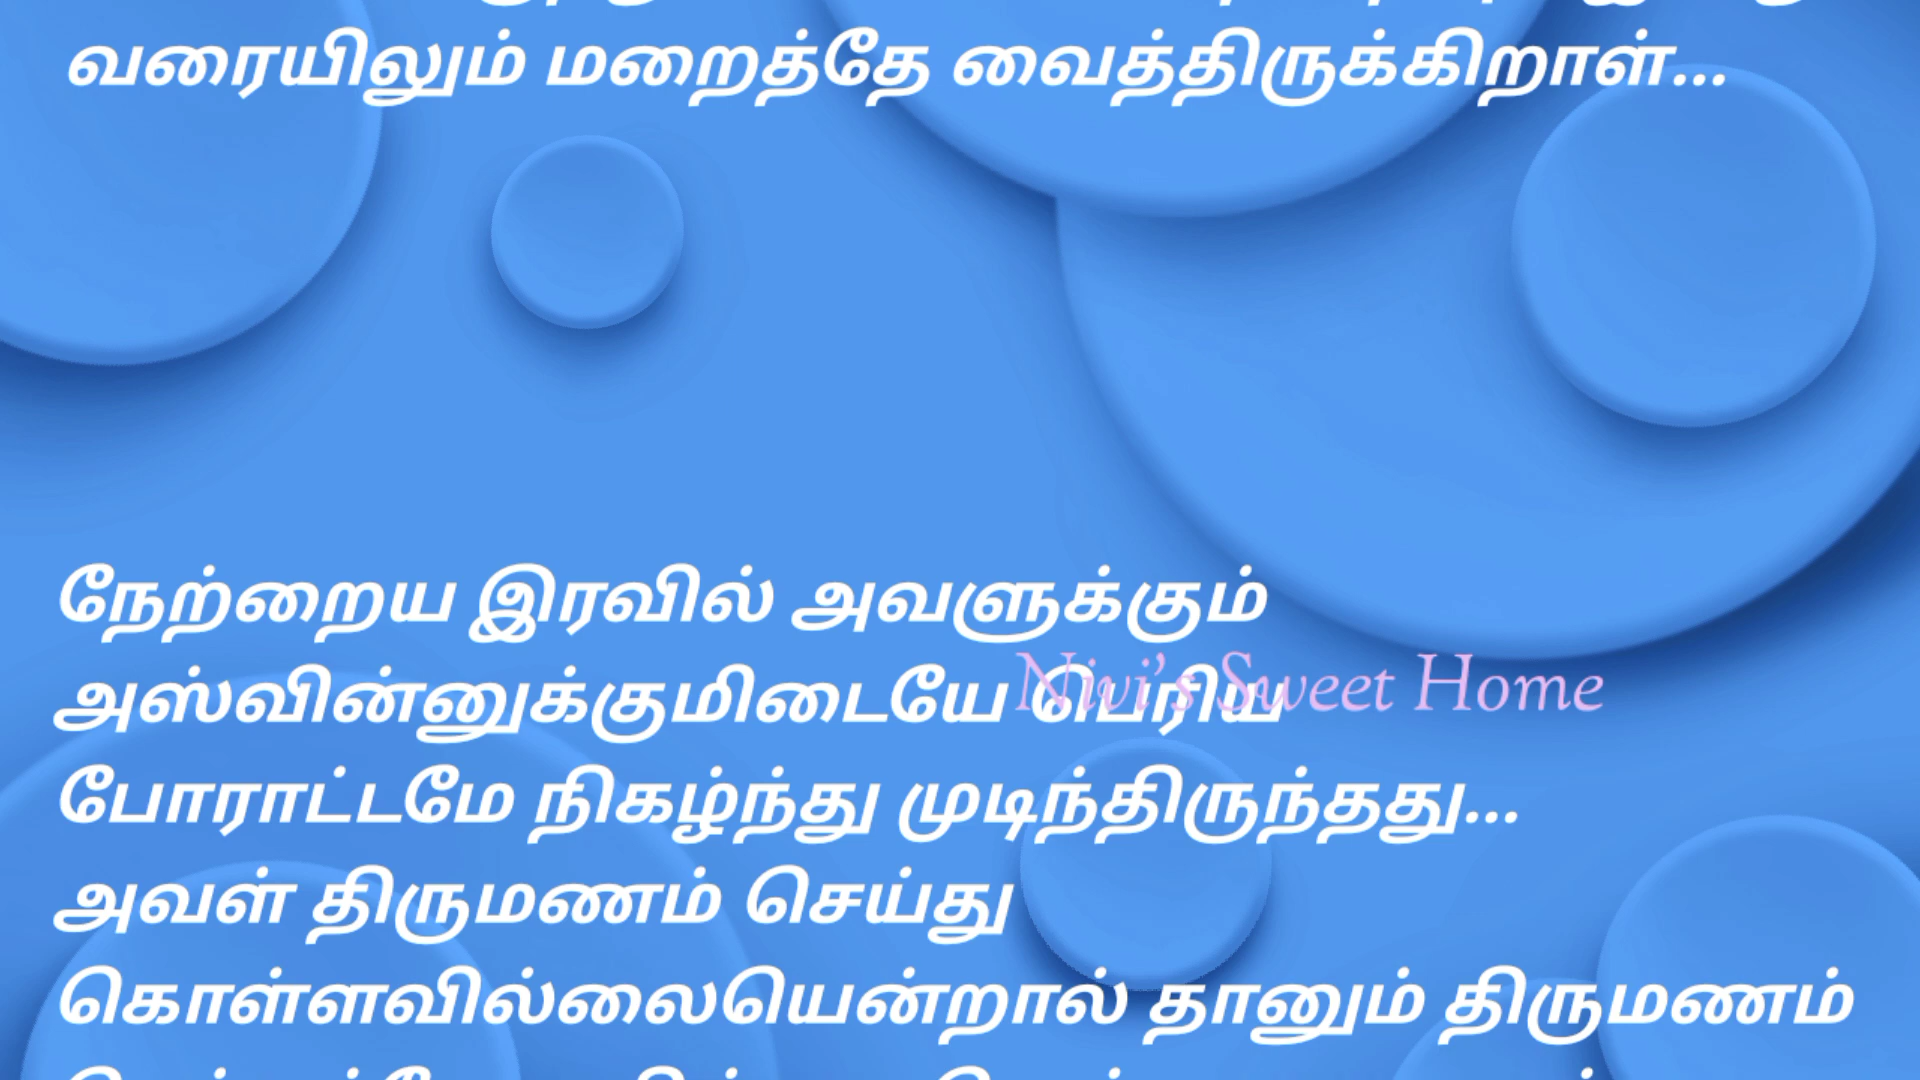 வரையிலும் மறைத்தே வைத்திருக்கிறாள்...
நேற்றைய இரவில் அவளுக்கும்
அஸ்வின்னுக்குமிடையே பெரிய
Nivi's Sweet Home
போராட்டமே நிகழ்ந்து முடிந்திருந்தது...
அவள் திருமணம் செய்து
கொள்ளவில்லையென்றால் தானும் திருமணம்